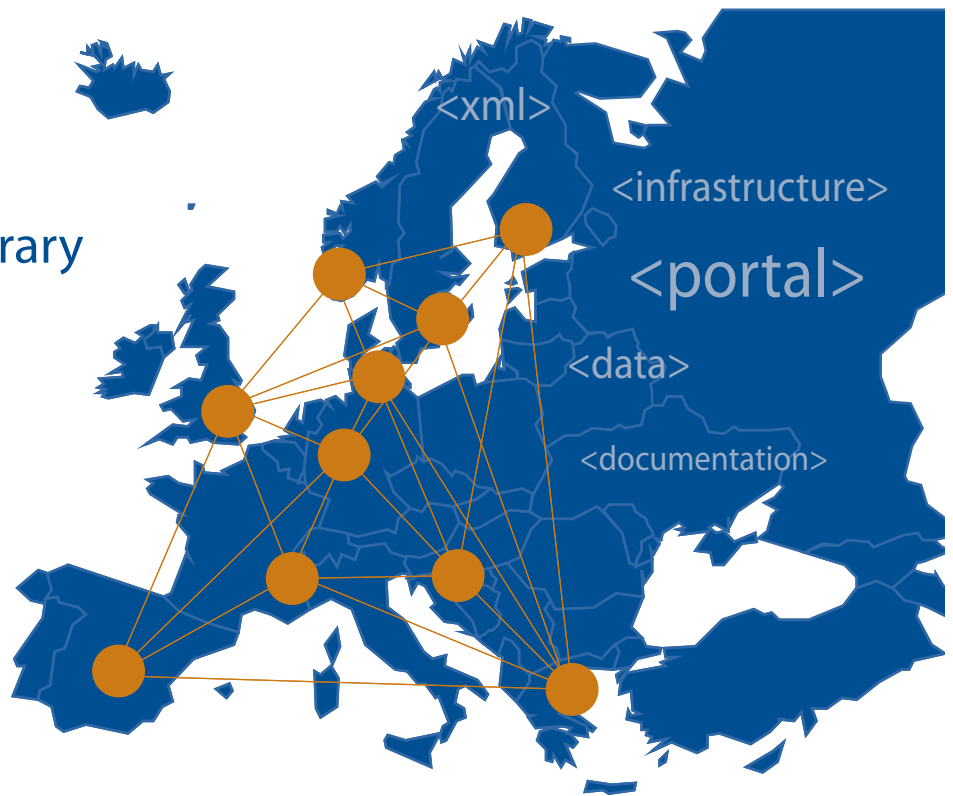 <xml>
<infrastructure>
rary
<portal>
<data>
<documentation>